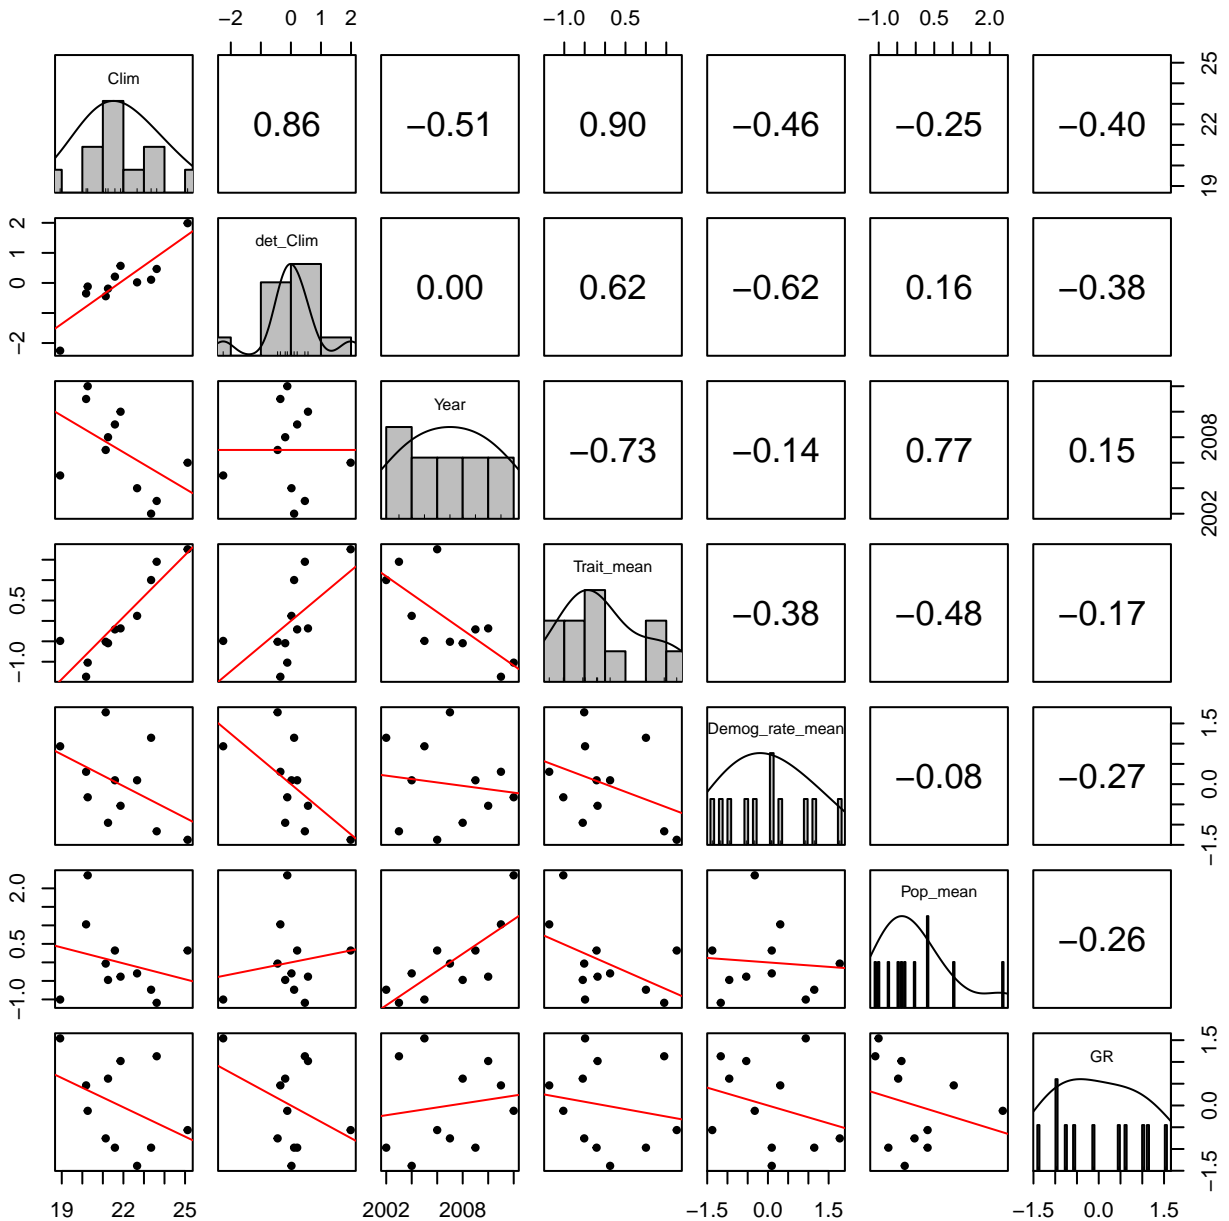 −2 0 1 2
−1.0 0.5
−1.0 0.5 2.0
Clim
0.86
−0.51
0.90
−0.46
−0.25
−0.40
19 22 25
−2 0 1 2
det_Clim
0.00
0.62
−0.62
0.16
−0.38
Year
−0.73
−0.14
0.77
0.15
2002 2008
−1.0 0.5
Trait_mean
−0.38
−0.48
−0.17
Demog_rate_mean
−0.08
−0.27
−1.5 0.0 1.5
−1.0 0.5 2.0
Pop_mean
−0.26
GR
−1.5 0.0 1.5
19 22 25
2002 2008
−1.5 0.0 1.5
−1.5 0.0 1.5